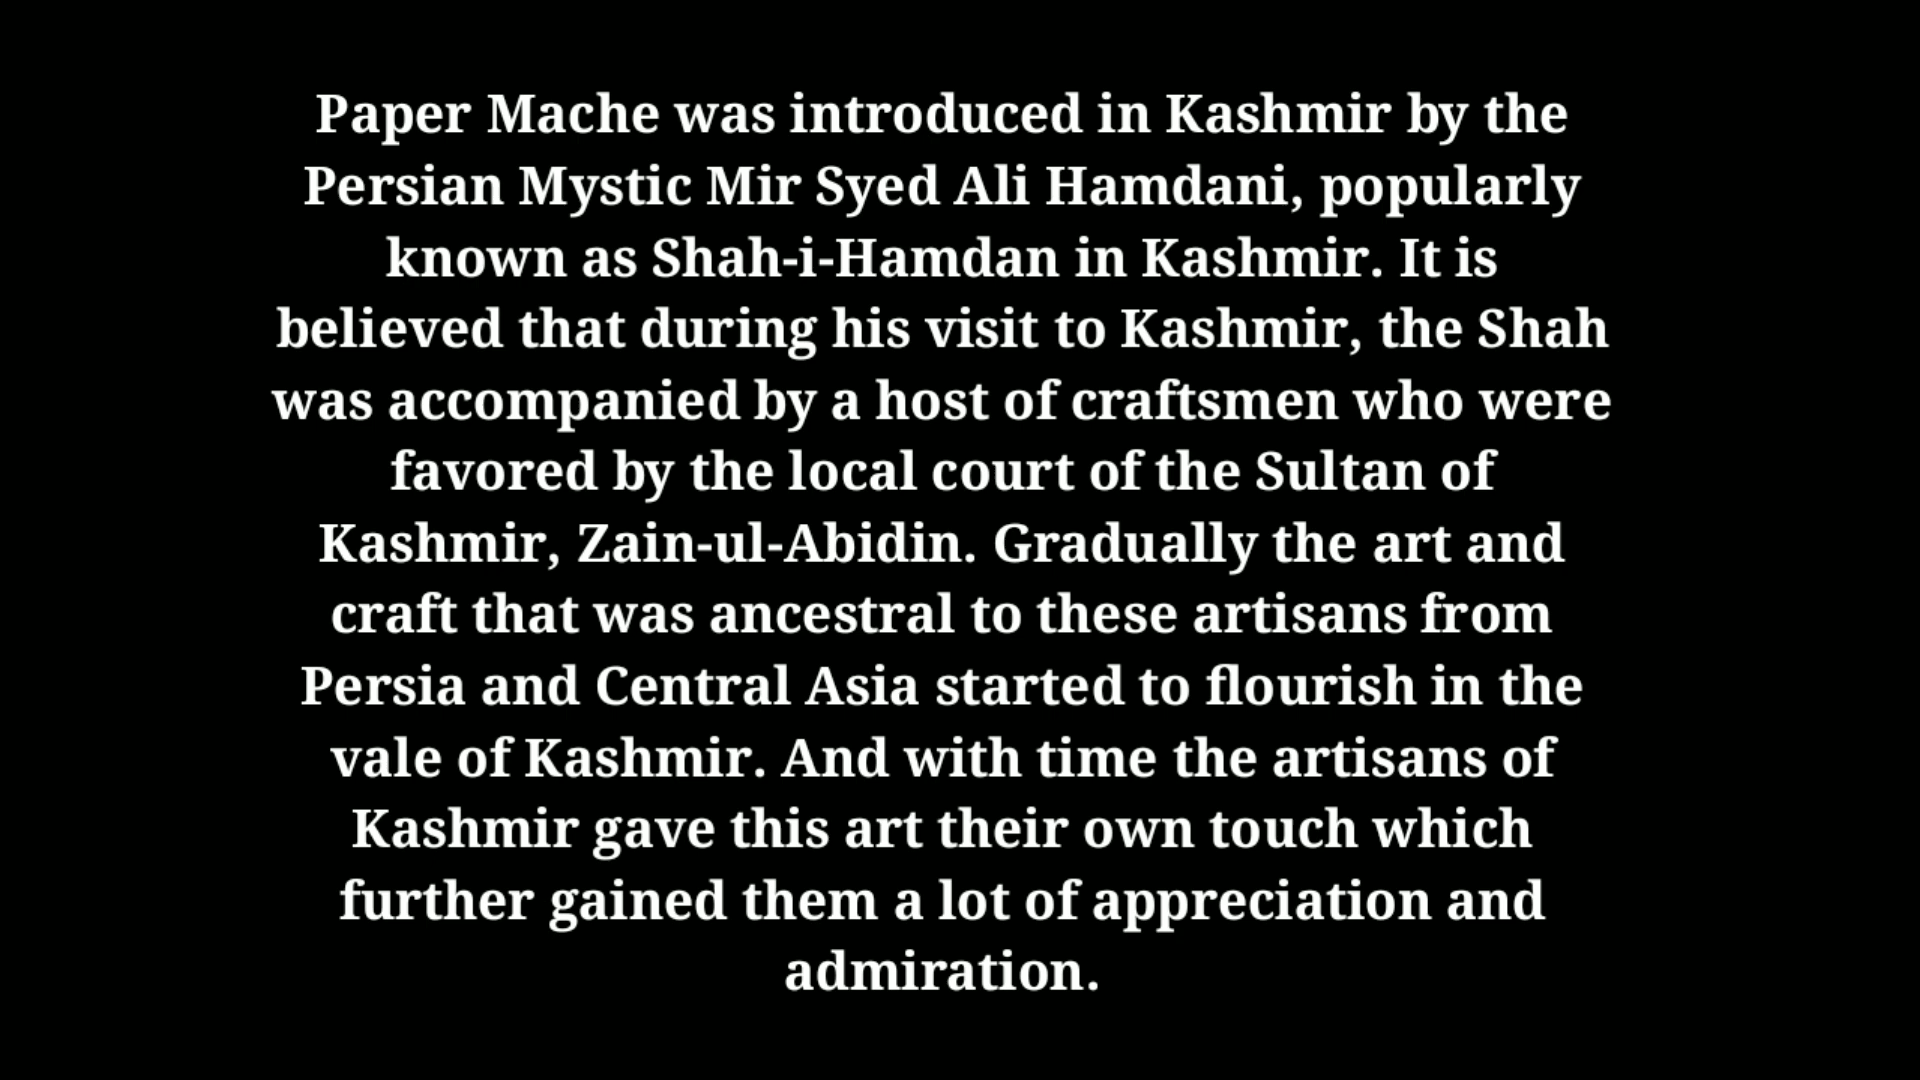 Paper Mache was introduced in Kashmir by the
Persian Mystic Mir Syed Ali Hamdani, popularly
known as Shah-i-Hamdan in Kashmir. It is
believed that during his visit to Kashmir, the Shah
was accompanied by a host of craftsmen who were
favored by the local court of the Sultan of
Kashmir, Zain-ul-Abidin. Gradually the art and
craft that was ancestral to these artisans from
Persia and Central Asia started to flourish in the
vale of Kashmir. And with time the artisans of
Kashmir gave this art their own touch which
further gained them a lot of appreciation and
admiration.